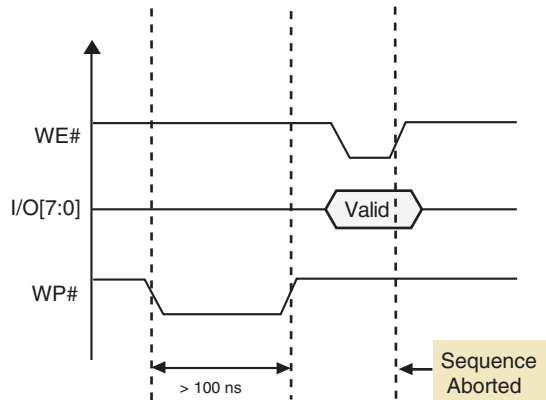 WE#
I/O[7:0]
Valid
WP#
> 100 ns
Sequence
Aborted